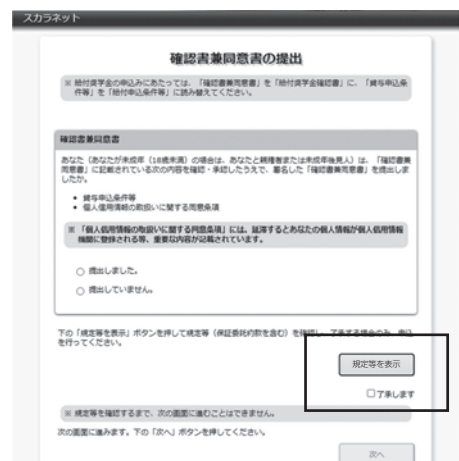 スカラネット
確認書兼同意書の提出
※ 給付奨学金の申込みにあたっては、「確認書兼同意書」を「給付奨学金確認書」に、「貸与申込条
件等」を「給付申込条件等」に読み替えてください。
確認書兼同意書
あなた（あなたが未成年（18歳未満）の場合は、あなたと親権者または未成年後見人）は、「確認書兼
同意書」に記載されている次の内容を確認・承認したうえで、署名した「確認書兼同意書」を提出しま
したか。
• 貸与申込条件等
• 個人信用情報の取扱いに関する同意条項
※ 「個人信用情報の取扱いに関する同意条項」には、延滞するとあなたの個人情報が個人信用情報
機関に登録される等、重要な内容が記載されています。
提出しました。
提出していません。
下の「規定等を表示」ボタンを押して規定等（保証委託約款を含む）を確認し、了承する場合のみ、申込
を行ってください。
規定等を表示
了承します
※ 規定等を確認するまで、次の画面に進むことはできません。
次の画面に進みます。下の「次へ」ボタンを押してください。
次へ